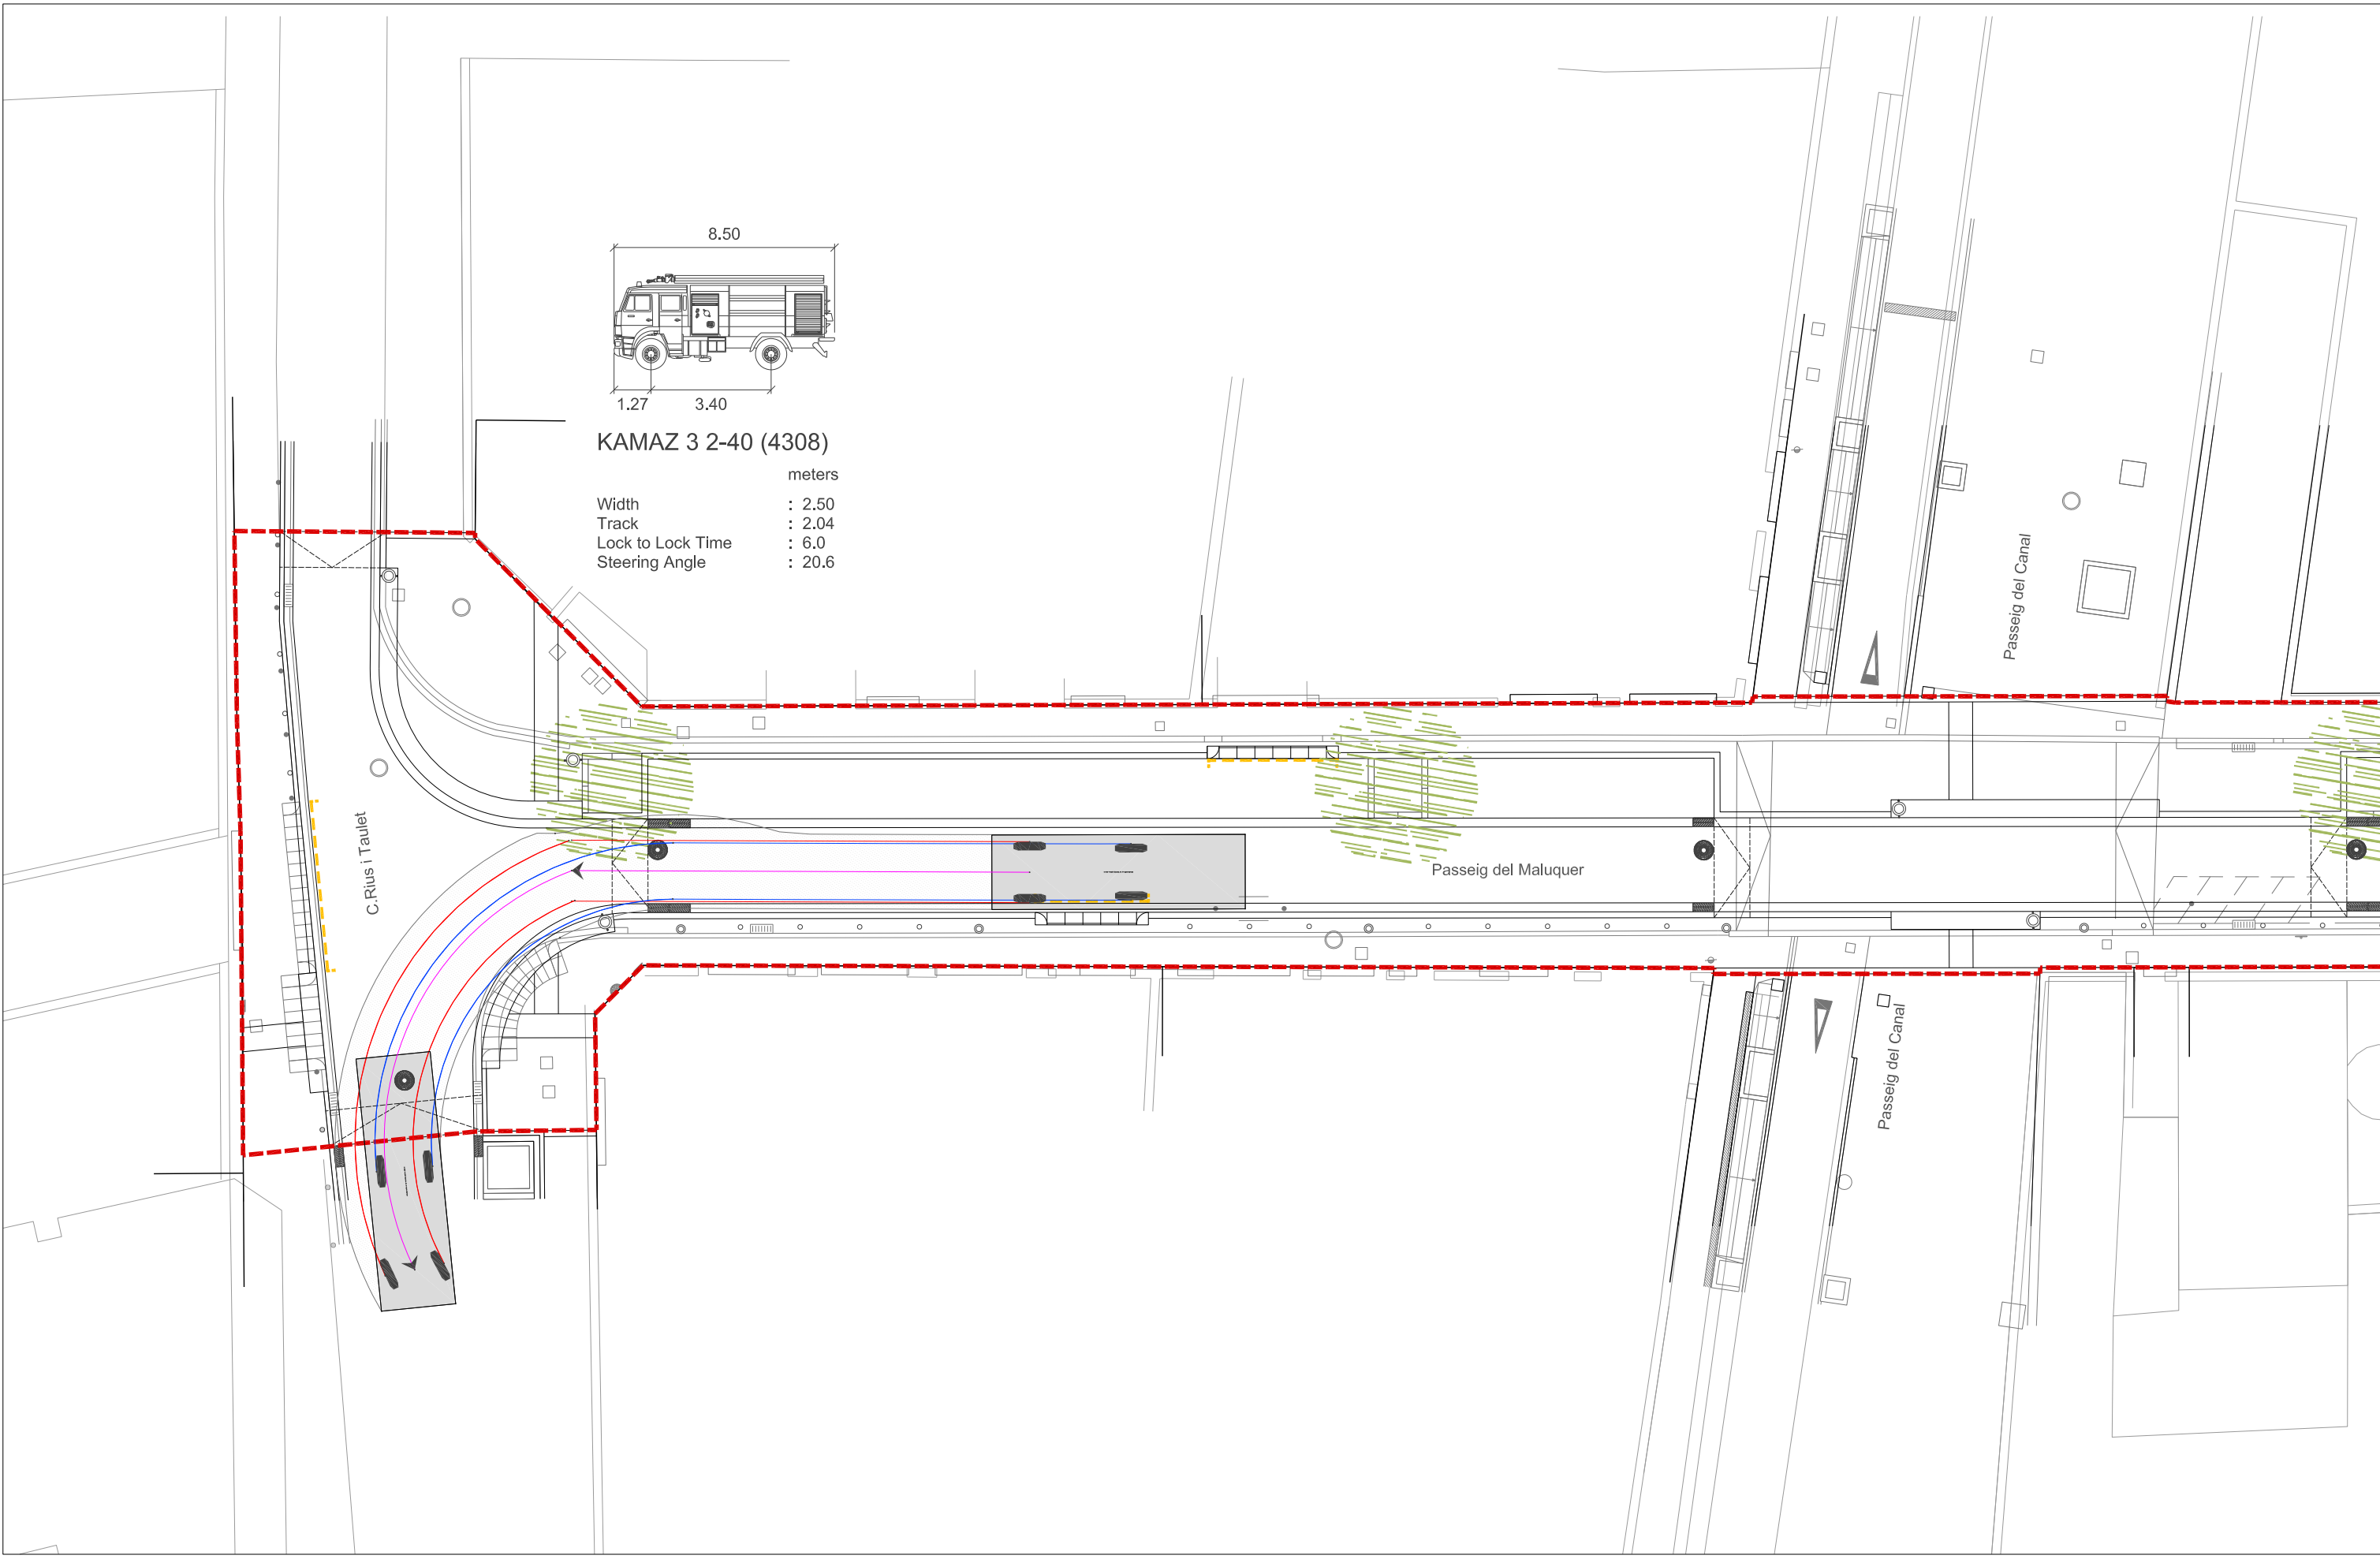 8.50
1.27 3.40
KAMAZ 3 2-40 (4308)
meters
Width : 2.50
Track : 2.04
Lock to Lock Time : 6.0
Steering Angle : 20.6
Passeig del Canal
C.Rius i Taulet
Passeig del Maluquer
Passeig del Canal